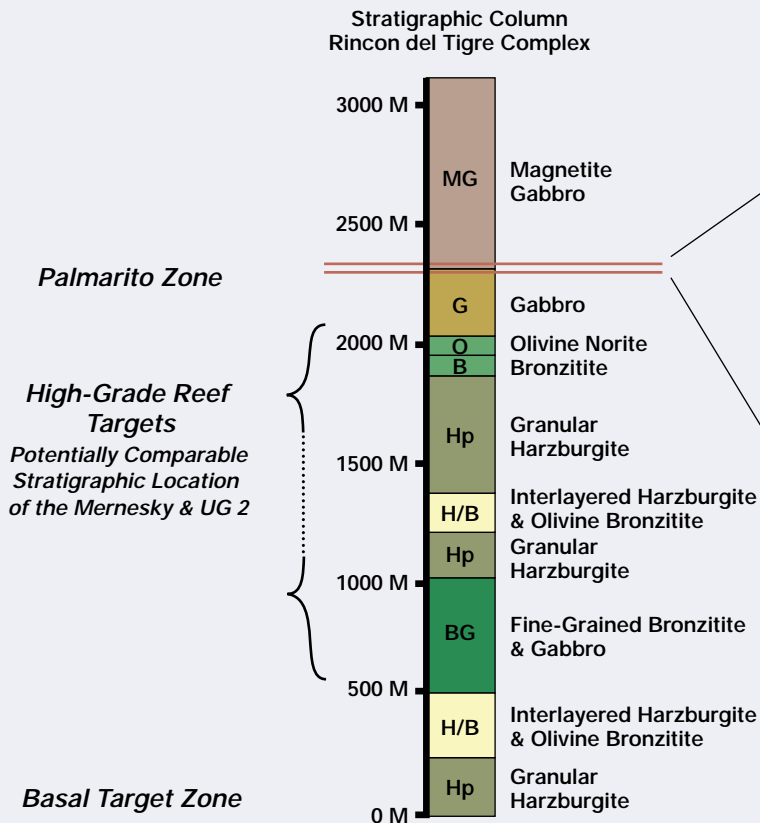 Stratigraphic Column
Rincon del Tigre Complex
3000 M
MG
Magnetite
Gabbro
2500 M
Palmarito Zone
G
Gabbro
2000 M
O
Olivine Norite
B
Bronzitite
High-Grade Reef
Targets
Potentially Comparable
Stratigraphic Location
of the Mernesky & UG 2
Hp
Granular
Harzburgite
1500 M
H/B
Interlayered Harzburgite
& Olivine Bronzitite
Hp
Granular
Harzburgite
1000 M
BG
Fine-Grained Bronzitite
& Gabbro
500 M
H/B
Interlayered Harzburgite
& Olivine Bronzitite
Basal Target Zone
Hp
Granular
Harzburgite
0 M